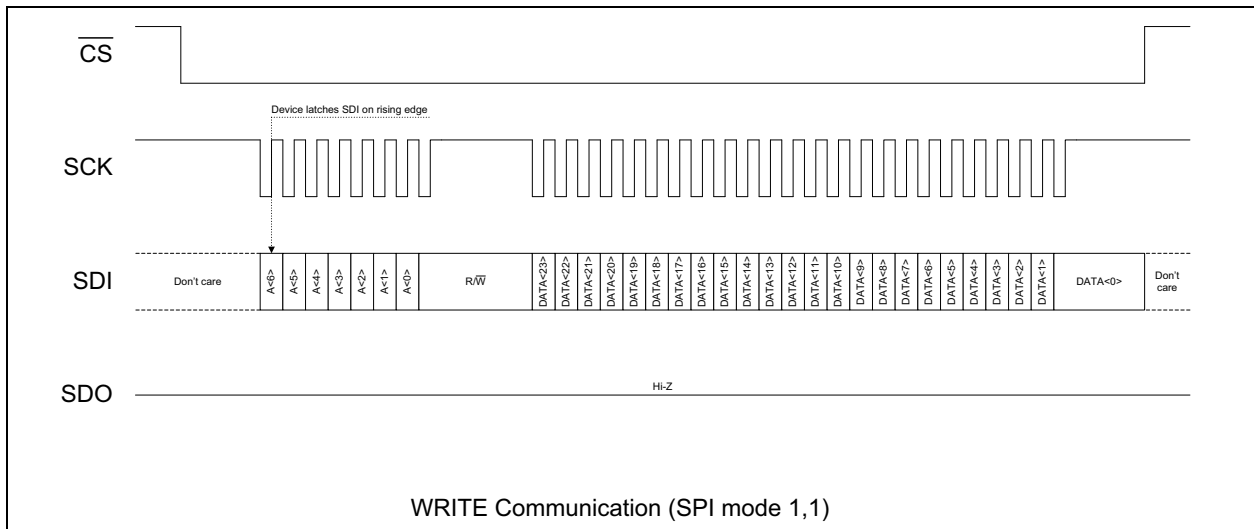 CS
Device latches SDI on rising edge
SCK
SDI
Don't care
A<6>
A<5>
A<4>
A<3>
A<2>
A<1>
A<0>
R/W
DATA<23>
DATA<22>
DATA<21>
DATA<20>
DATA<19>
DATA<18>
DATA<17>
DATA<16>
DATA<15>
DATA<14>
DATA<13>
DATA<12>
DATA<11>
DATA<10>
DATA<9>
DATA<8>
DATA<7>
DATA<6>
DATA<5>
DATA<4>
DATA<3>
DATA<2>
DATA<1>
DATA<0>
Don't
care
SDO
Hi-Z
WRITE Communication (SPI mode 1,1)